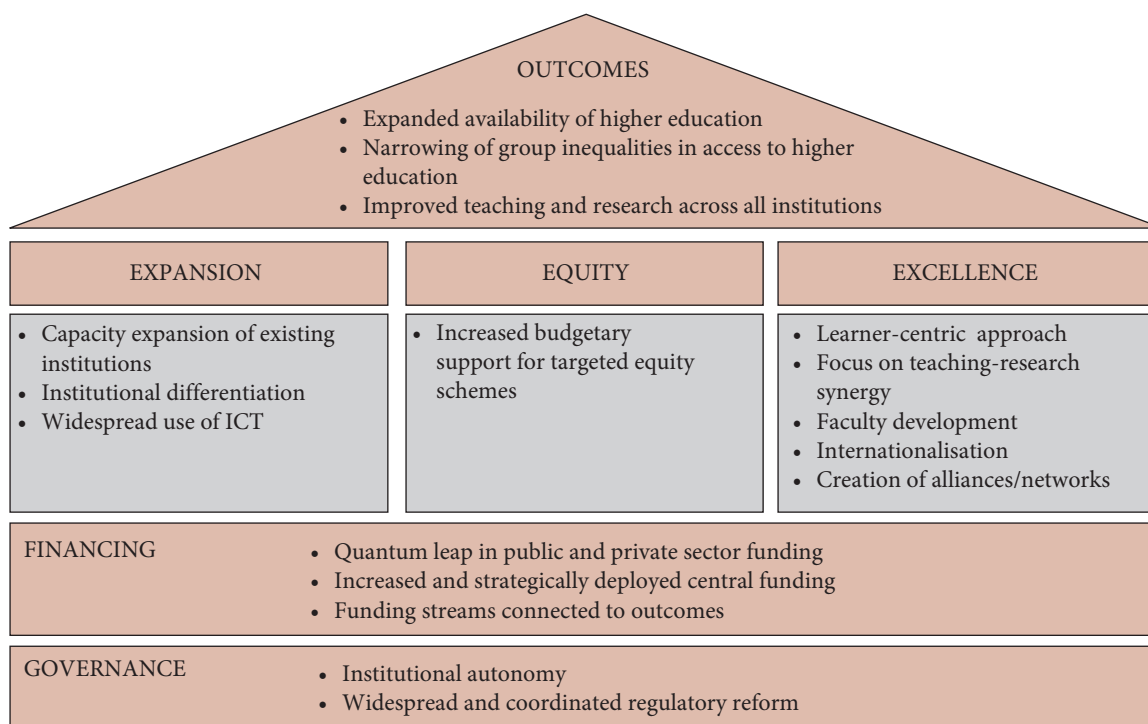 OUTCOMES
• Expanded availability of higher education
• Narrowing of group inequalities in access to higher
education
• Improved teaching and research across all institutions
EXPANSION
• Capacity expansion of existing
institutions
• Institutional differentiation
• Widespread use of ICT
EQUITY
• Increased budgetary
support for targeted equity
schemes
EXCELLENCE
• Learner-centric approach
• Focus on teaching-research
synergy
• Faculty development
• Internationalisation
• Creation of alliances/networks
FINANCING
• Quantum leap in public and private sector funding
• Increased and strategically deployed central funding
• Funding streams connected to outcomes
GOVERNANCE
• Institutional autonomy
• Widespread and coordinated regulatory reform